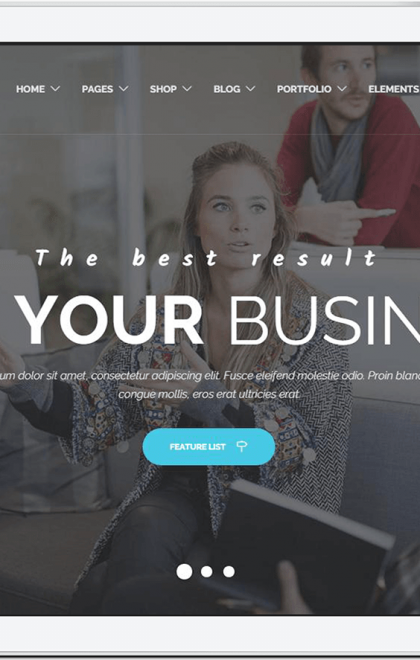 HOME PAGES SHOP BLOG PORTFOLIO ELEMENTS
The best result
YOUR BUSIN
um dolor sit amet, consectetur adipiscing elit. Fusce eleifend molestie odio. Proin bland
congue mollis, eros erat ultricies erat.
FEATURE LIST